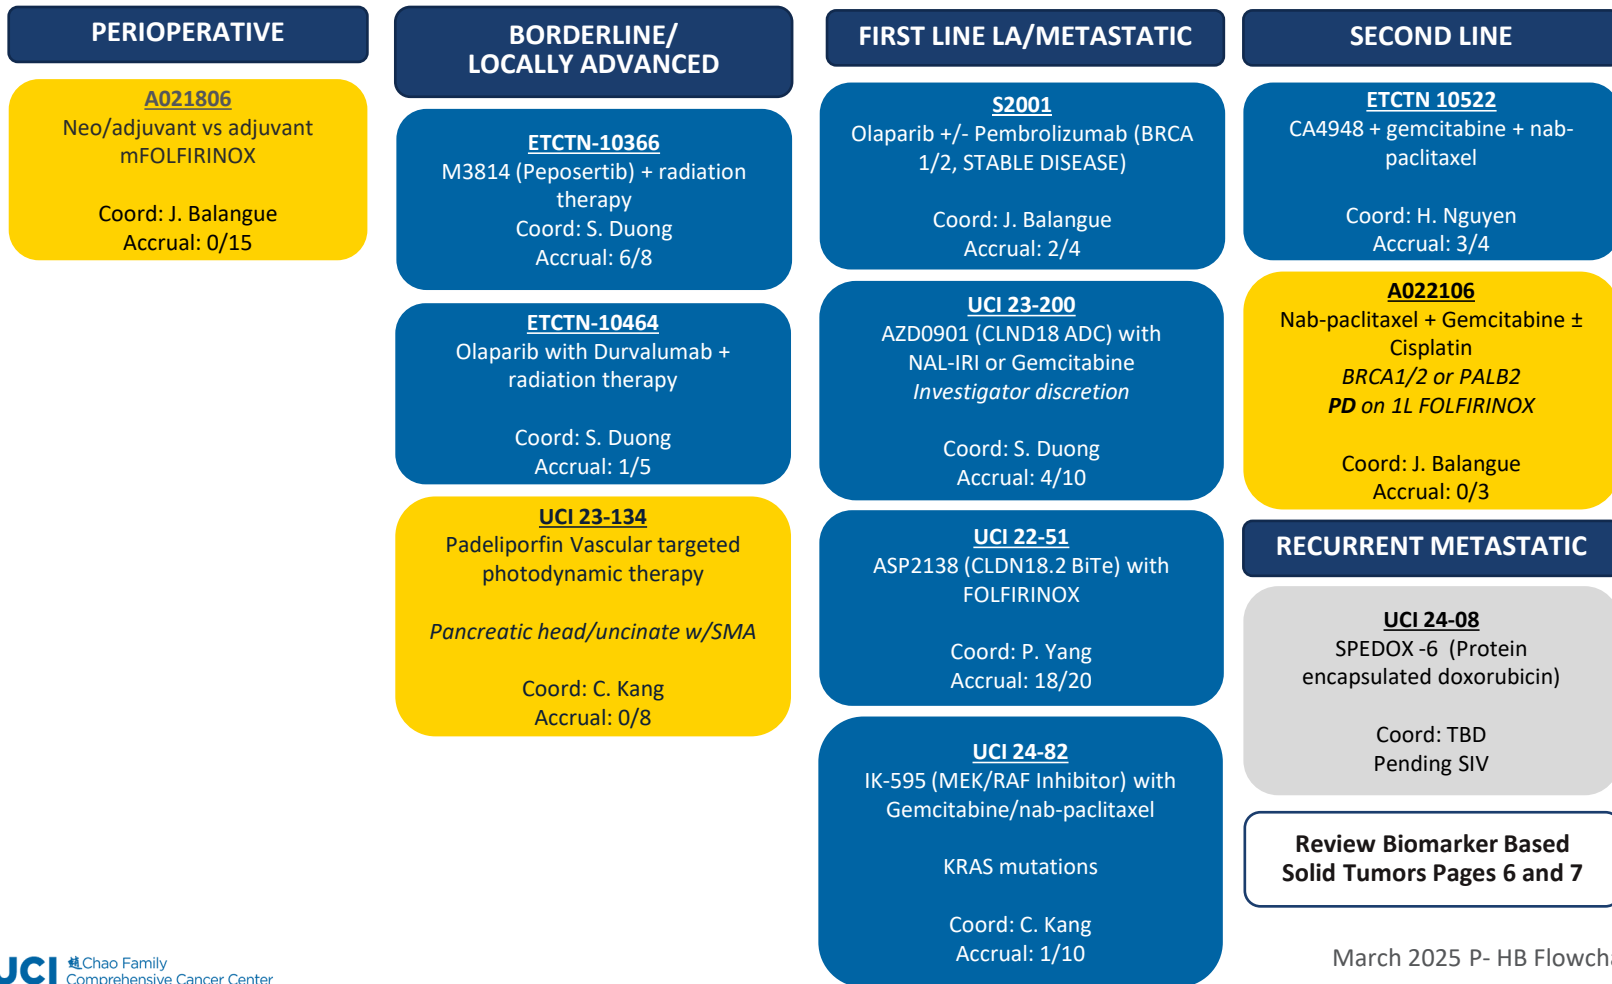 PERIOPERATIVE
A021806
Neo/adjuvant vs adjuvant
mFOLFIRINOX
Coord: J. Balangue
Accrual: 0/15
BORDERLINE/
LOCALLY ADVANCED
ETCTN-10366
M3814 (Peposertib) + radiation
therapy
Coord: S. Duong
Accrual: 6/8
ETCTN-10464
Olaparib with Durvalumab +
radiation therapy
Coord: S. Duong
Accrual: 1/5
UCI 23-134
Padeliporfin Vascular targeted
photodynamic therapy
Pancreatic head/uncinate w/SMA
Coord: C. Kang
Accrual: 0/8
FIRST LINE LA/METASTATIC
S2001
Olaparib +/- Pembrolizumab (BRCA
1/2, STABLE DISEASE)
Coord: J. Balangue
Accrual: 2/4
UCI 23-200
AZD0901 (CLND18 ADC) with
NAL-IRI or Gemcitabine
Investigator discretion
Coord: S. Duong
Accrual: 4/10
UCI 22-51
ASP2138 (CLDN18.2 BiTe) with
FOLFIRINOX
Coord: P. Yang
Accrual: 18/20
UCI 24-82
IK-595 (MEK/RAF Inhibitor) with
Gemcitabine/nab-paclitaxel
KRAS mutations
Coord: C. Kang
Accrual: 1/10
SECOND LINE
ETCTN 10522
CA4948 + gemcitabine + nab-
paclitaxel
Coord: H. Nguyen
Accrual: 3/4
A022106
Nab-paclitaxel + Gemcitabine ±
Cisplatin
BRCA1/2 or PALB2
PD on 1L FOLFIRINOX
Coord: J. Balangue
Accrual: 0/3
RECURRENT METASTATIC
UCI 24-08
SPEDOX -6 (Protein
encapsulated doxorubicin)
Coord: TBD
Pending SIV
Review Biomarker Based
Solid Tumors Pages 6 and 7
UCI Chao Family
Comprehensive Cancer Center
March 2025 P- HB Flowcha